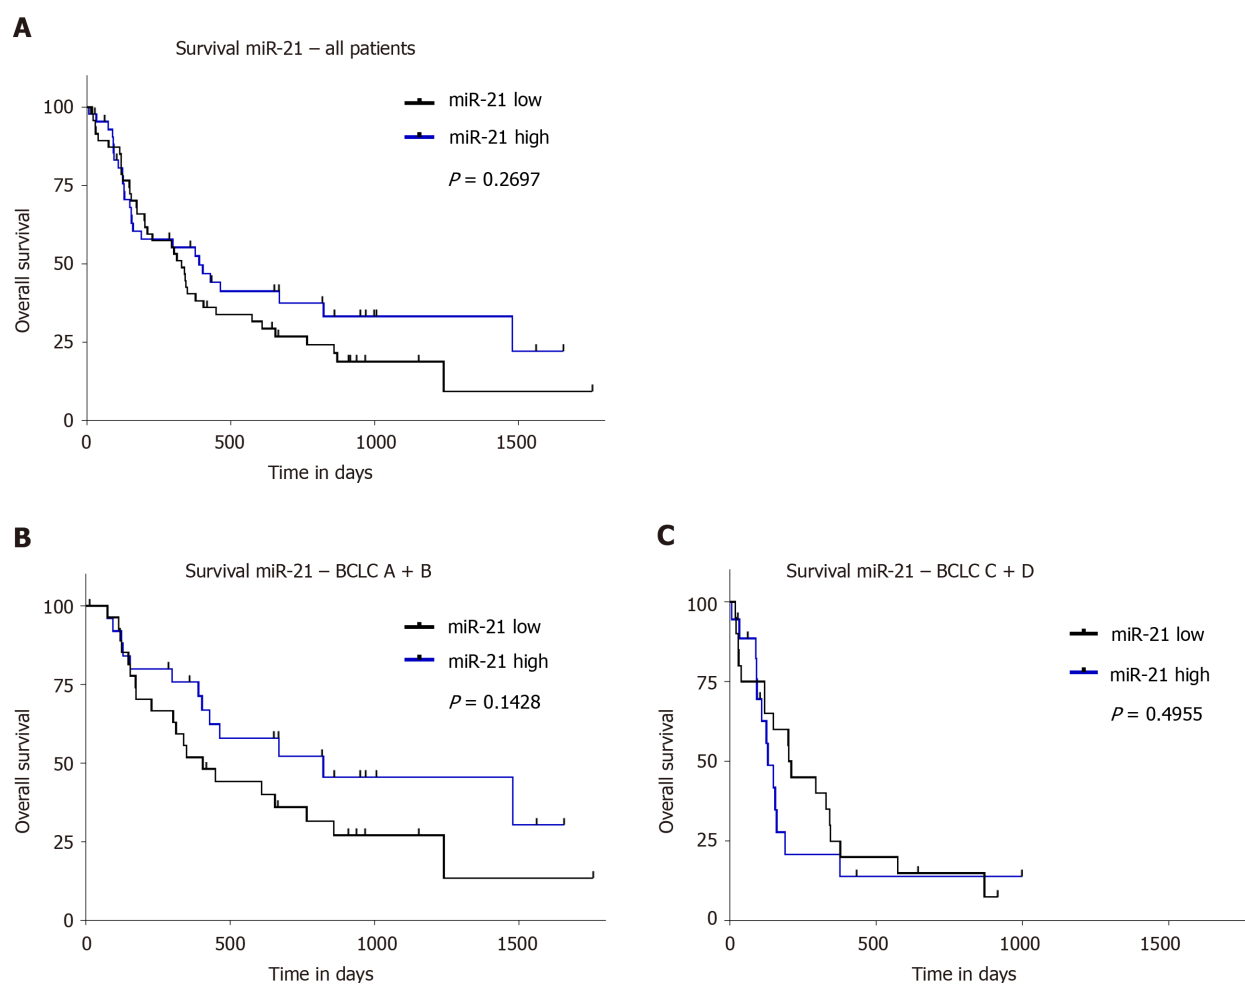 A
Survival miR-21 – all patients
miR-21 low
miR-21 high
P = 0.2697
100
75
50
25
0
Overall survival
0 500 1000 1500
Time in days
B
Survival miR-21 – BCLC A + B
miR-21 low
miR-21 high
P = 0.1428
100
75
50
25
0
Overall survival
0 500 1000 1500
Time in days
C
Survival miR-21 – BCLC C + D
miR-21 low
miR-21 high
P = 0.4955
100
75
50
25
0
Overall survival
0 500 1000 1500
Time in days